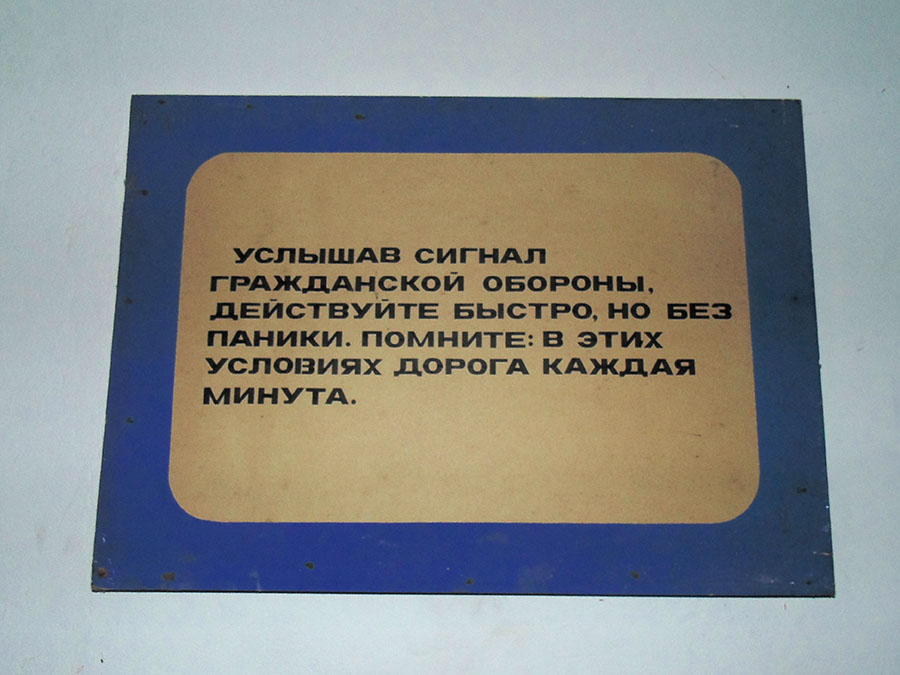 УСЛЫШАВ СИГНАЛ
ГРАЖДАНСКОЙ ОБОРОНЫ,
ДЕЙСТВУЙТЕ БЫСТРО, НО БЕЗ
ПАНИКИ. ПОМНИТЕ: В ЭТИХ
УСЛОВИЯХ ДОРОГА КАЖДАЯ
МИНУТА.